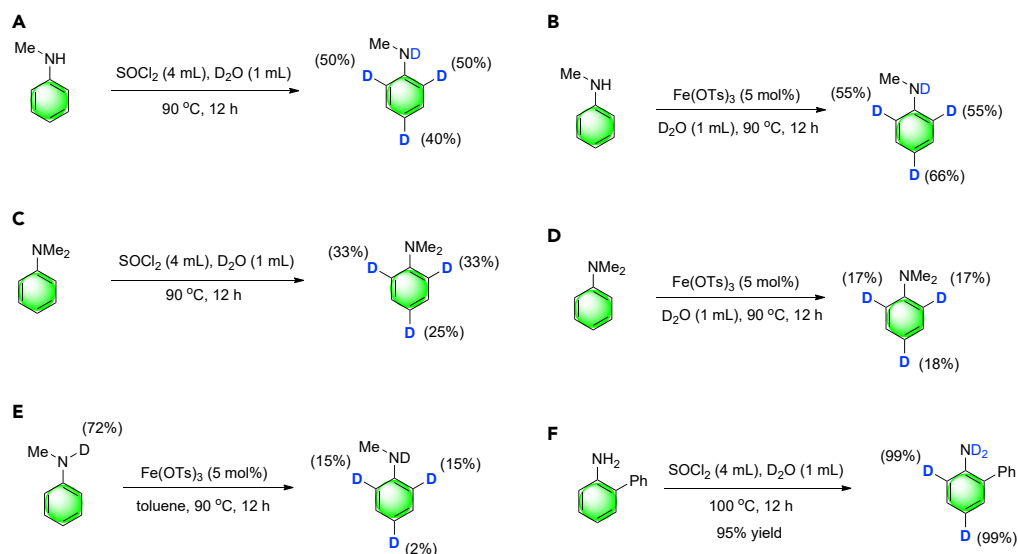 A
Me
NH
SOCl2 (4 mL), D2O (1 mL)
90 °C, 12 h
Me
ND
(50%)
(50%)
D
D
D
(40%)
B
Me
NH
Fe(OTs)3 (5 mol%)
D2O (1 mL), 90 °C, 12 h
Me
ND
(55%)
D
D
(55%)
D
(66%)
C
NMe2
SOCl2 (4 mL), D2O (1 mL)
90 °C, 12 h
NMe2
(33%)
(33%)
D
D
D
(25%)
D
NMe2
Fe(OTs)3 (5 mol%)
D2O (1 mL), 90 °C, 12 h
(17%)
NMe2
(17%)
D
D
D
(18%)
E
(72%)
Me
N
D
Fe(OTs)3 (5 mol%)
toluene, 90 °C, 12 h
Me
ND
(15%)
(15%)
D
D
D
(2%)
F
NH2
Ph
SOCl2 (4 mL), D2O (1 mL)
100 °C, 12 h
95% yield
ND2
(99%)
Ph
D
D
(99%)